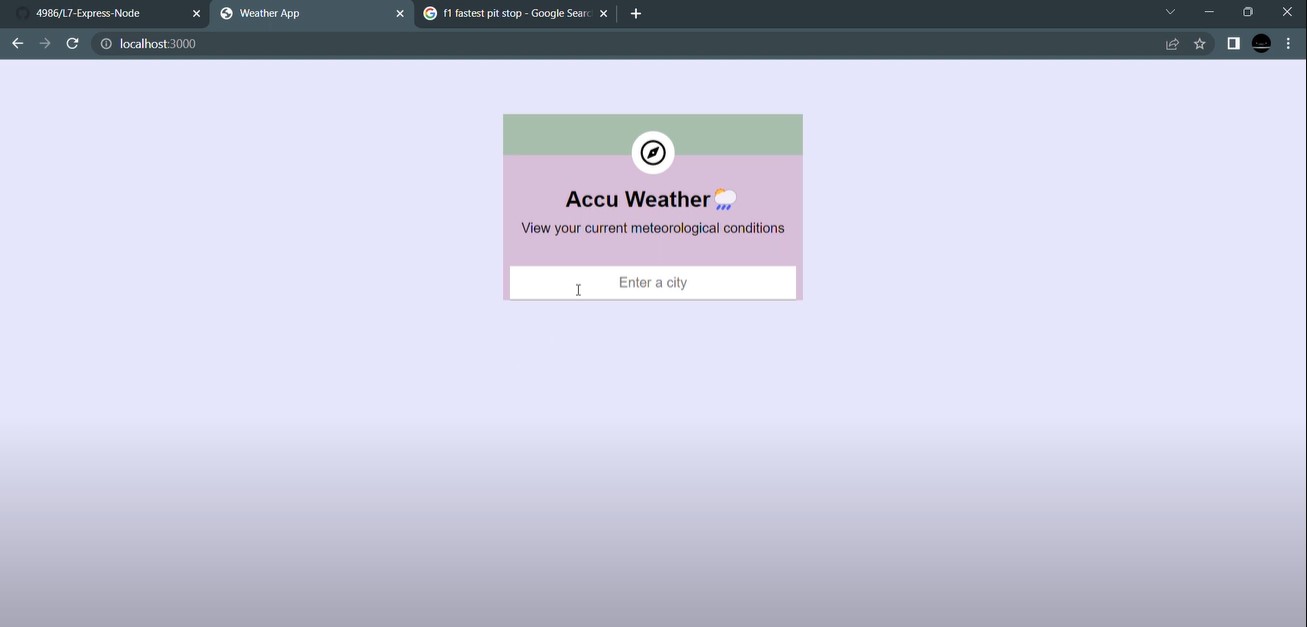 4986/L7-Express-Node
Weather App
f1 fastest pit stop - Google Sear
localhost:3000
Accu Weather🌦️
View your current meteorological conditions
Enter a city